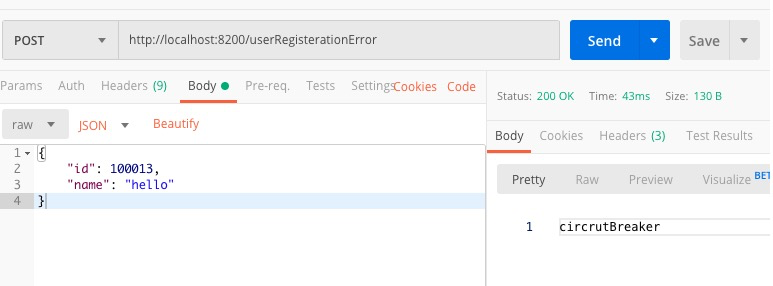 POST http://localhost:8200/userRegisterationError Send Save
Params Auth Headers (9) Body Pre-req. Tests Settings Cookies Code
raw JSON Beautify
1 {
2 "id": 100013,
3 "name": "hello"
4 }
Status: 200 OK Time: 43ms Size: 130 B
Body Cookies Headers (3) Test Results
Pretty Raw Preview Visualize BET
1 circrutBreaker